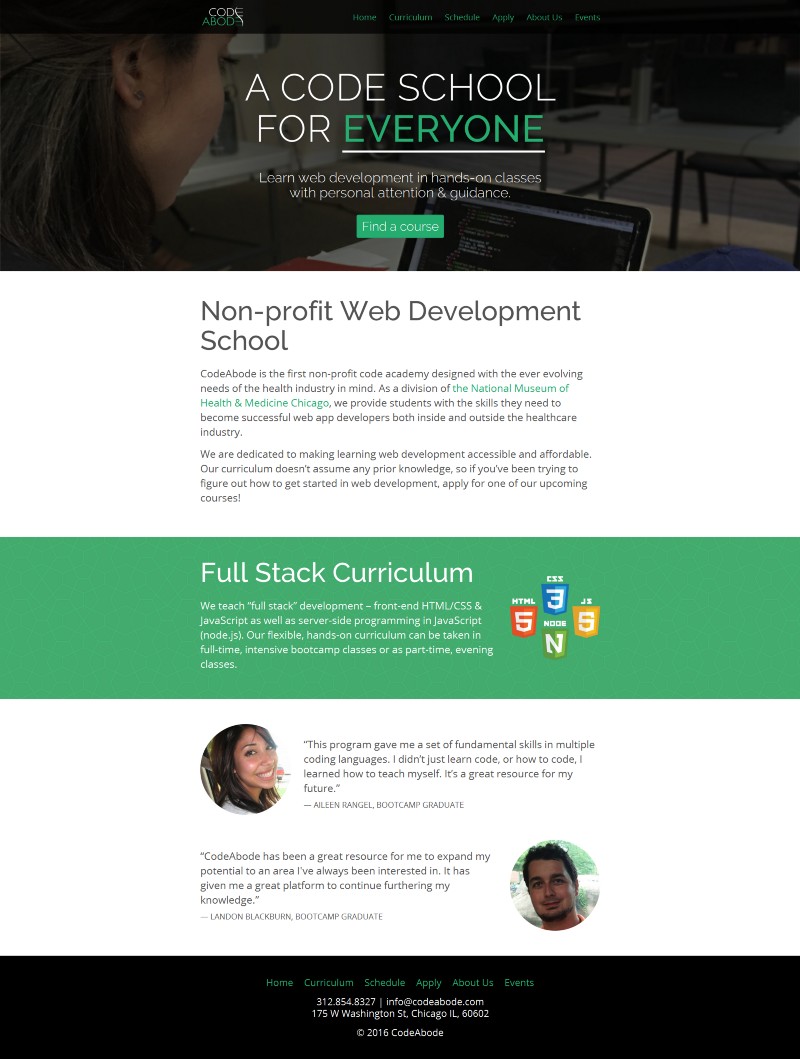 CODE
ABODE
Home Curriculum Schedule Apply About Us Events
A CODE SCHOOL
FOR EVERYONE
Learn web development in hands-on classes
with personal attention & guidance.
Find a course
Non-profit Web Development
School
CodeAbode is the first non-profit code academy designed with the ever evolving
needs of the health industry in mind. As a division of the National Museum of
Health & Medicine Chicago, we provide students with the skills they need to
become successful web app developers both inside and outside the healthcare
industry.
We are dedicated to making learning web development accessible and affordable.
Our curriculum doesn't assume any prior knowledge, so if you've been trying to
figure out how to get started in web development, apply for one of our upcoming
courses!
Full Stack Curriculum
We teach “full stack” development – front-end HTML/CSS &
JavaScript as well as server-side programming in JavaScript
(node.js). Our flexible, hands-on curriculum can be taken in
full-time, intensive bootcamp classes or as part-time, evening
classes.
CSS
3
HTML
5
JS
5
NODE
N
“This program gave me a set of fundamental skills in multiple
coding languages. I didn't just learn code, or how to code, I
learned how to teach myself. It's a great resource for my
future.”
— AILEEN RANGEL, BOOTCAMP GRADUATE
“CodeAbode has been a great resource for me to expand my
potential to an area I've always been interested in. It has
given me a great platform to continue furthering my
knowledge.”
— LANDON BLACKBURN, BOOTCAMP GRADUATE
Home Curriculum Schedule Apply About Us Events
312.854.8327 | info@codeabode.com
175 W Washington St, Chicago IL, 60602
© 2016 CodeAbode